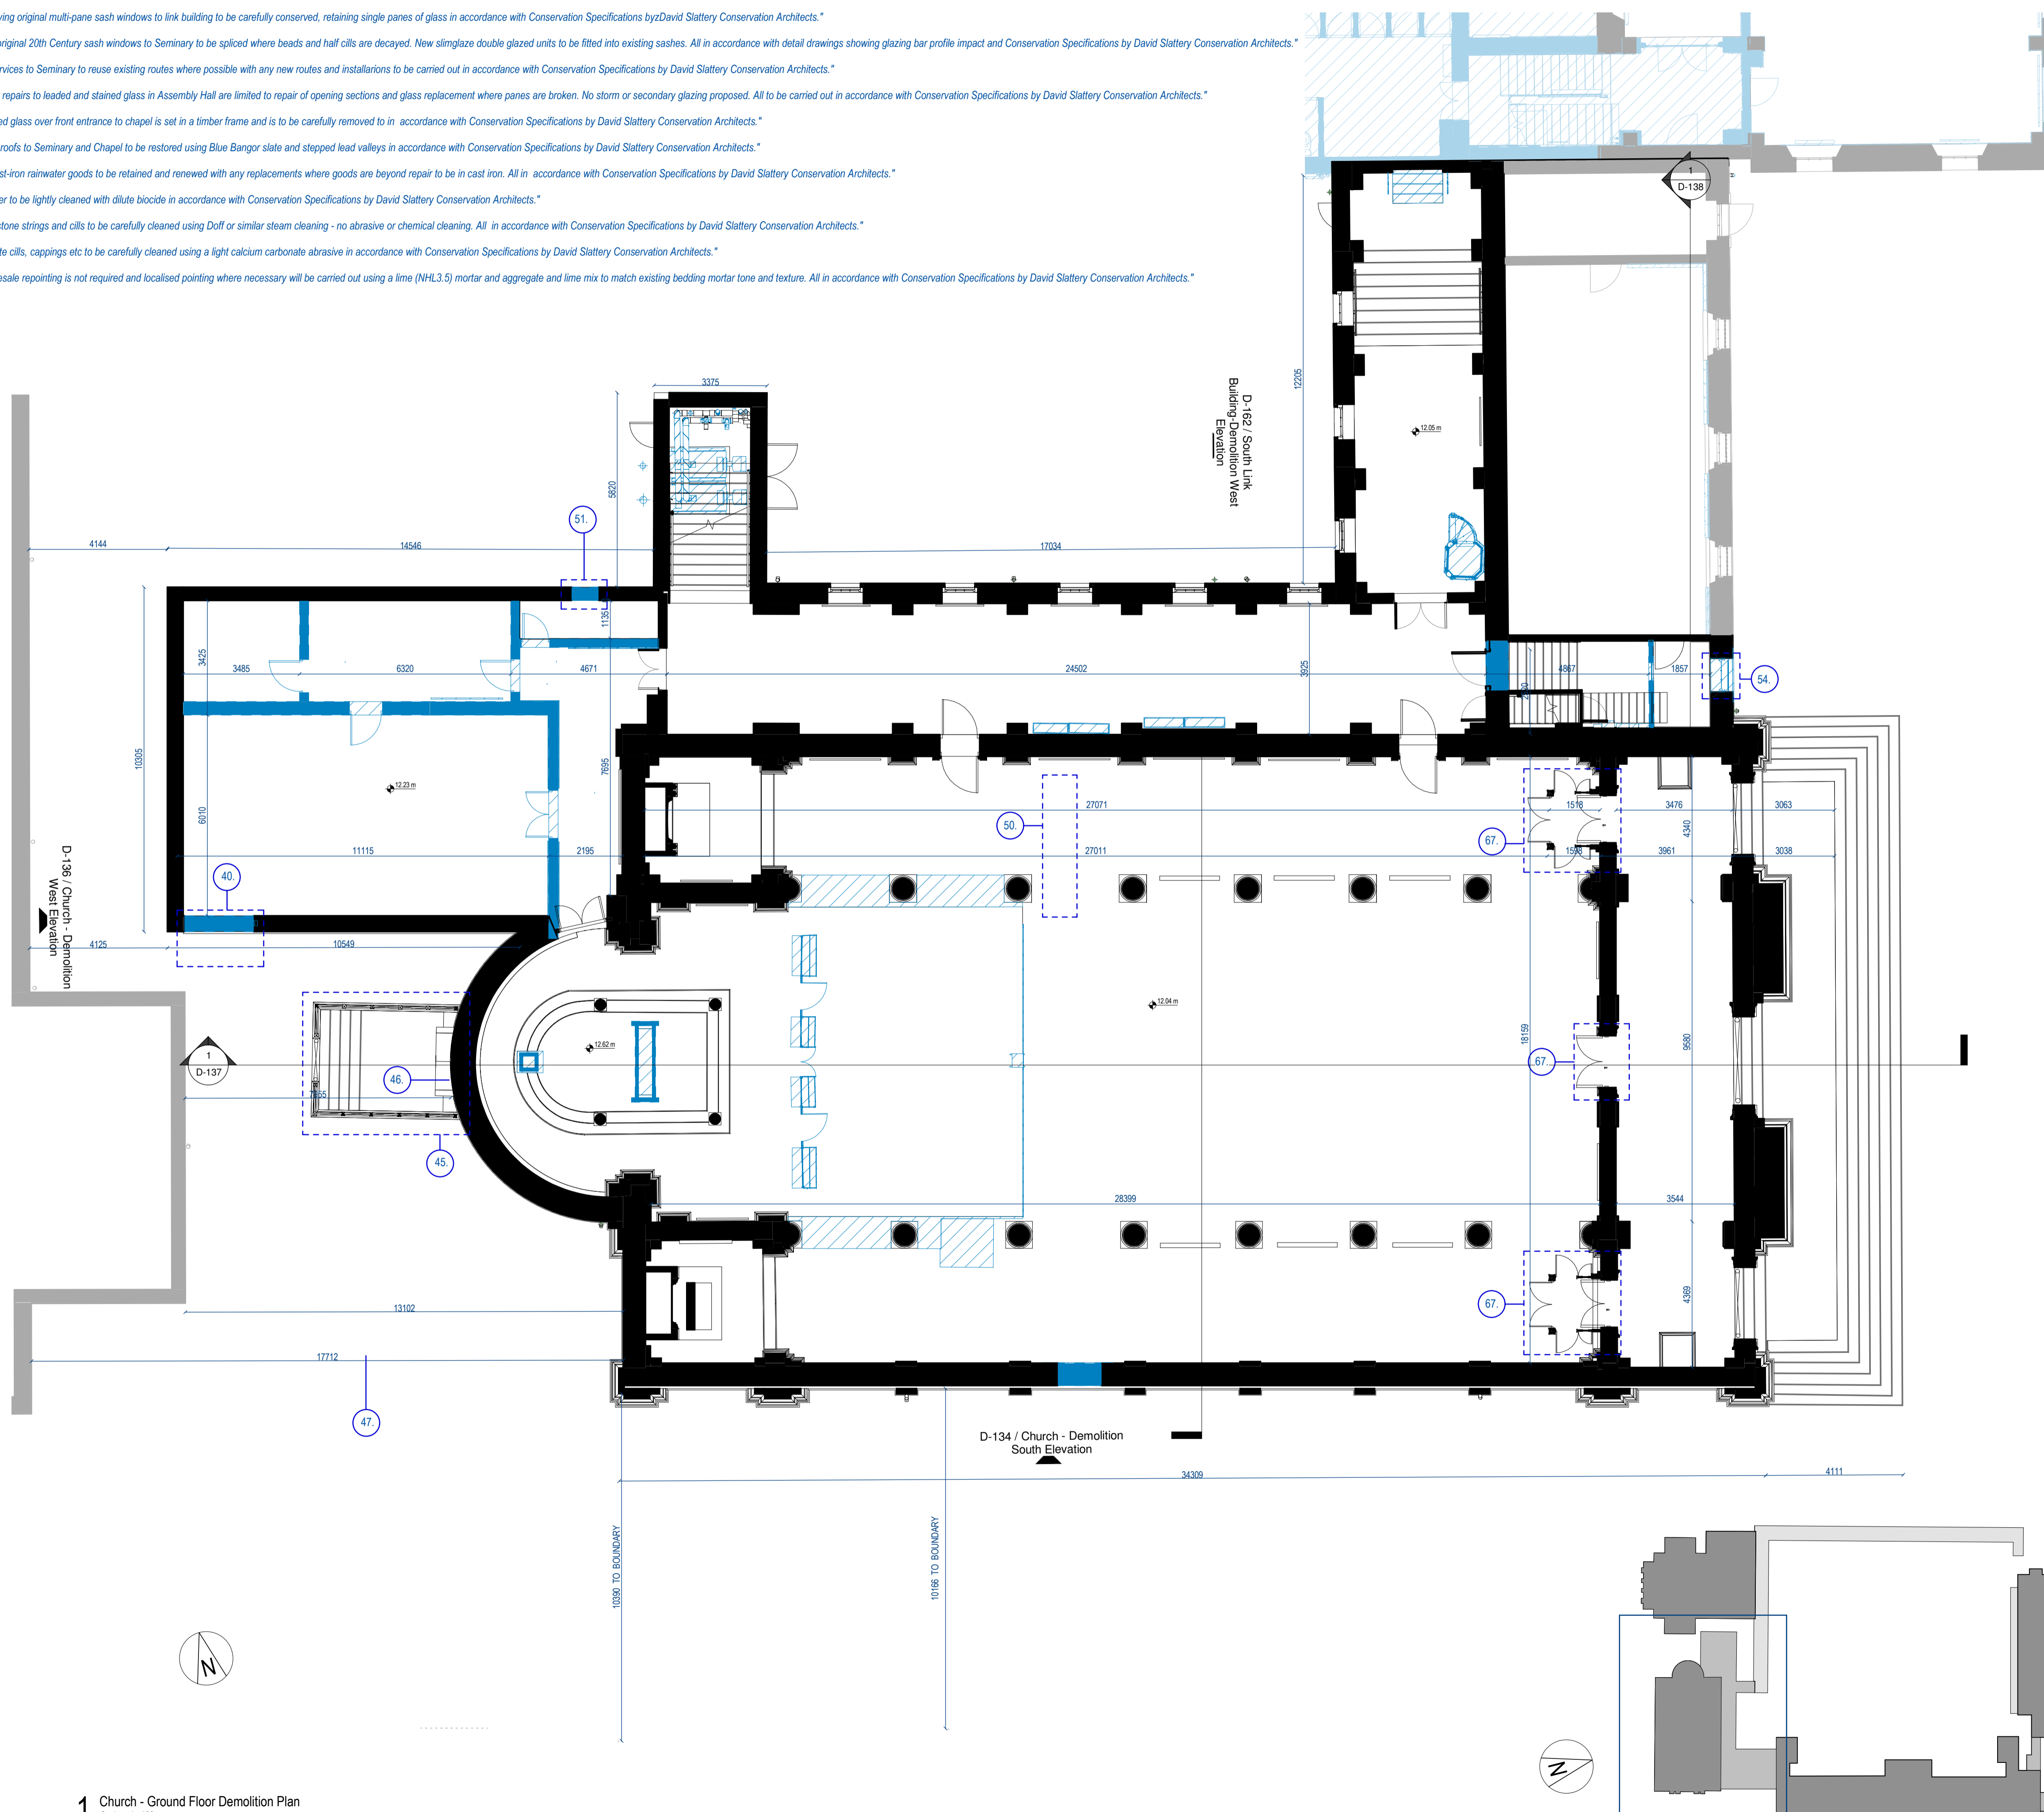 ving original multi-pane sash windows to link building to be carefully conserved, retaining single panes of glass in accordance with Conservation Specifications byzDavid Slattery Conservation Architects."
original 20th Century sash windows to Seminary to be spliced where beads and half cills are decayed. New slimglaze double glazed units to be fitted into existing sashes. All in accordance with detail drawings showing glazing bar profile impact and Conservation Specifications by David Slattery Conservation Architects."
rvices to Seminary to reuse existing routes where possible with any new routes and installarions to be carried out in accordance with Conservation Specifications by David Slattery Conservation Architects."
repairs to leaded and stained glass in Assembly Hall are limited to repair of opening sections and glass replacement where panes are broken. No storm or secondary glazing proposed. All to be carried out in accordance with Conservation Specifications by David Slattery Conservation Architects."
ed glass over front entrance to chapel is set in a timber frame and is to be carefully removed to in accordance with Conservation Specifications by David Slattery Conservation Architects."
roofs to Seminary and Chapel to be restored using Blue Bangor slate and stepped lead valleys in accordance with Conservation Specifications by David Slattery Conservation Architects."
st-iron rainwater goods to be retained and renewed with any replacements where goods are beyond repair to be in cast iron. All in accordance with Conservation Specifications by David Slattery Conservation Architects."
er to be lightly cleaned with dilute biocide in accordance with Conservation Specifications by David Slattery Conservation Architects."
stone strings and cills to be carefully cleaned using Doff or similar steam cleaning - no abrasive or chemical cleaning. All in accordance with Conservation Specifications by David Slattery Conservation Architects."
te cills, cappings etc to be carefully cleaned using a light calcium carbonate abrasive in accordance with Conservation Specifications by David Slattery Conservation Architects."
esale repointing is not required and localised pointing where necessary will be carried out using a lime (NHL3.5) mortar and aggregate and lime mix to match existing bedding mortar tone and texture. All in accordance with Conservation Specifications by David Slattery Conservation Architects."
1
D-138
3375
12205
D-162 / South Link
Building-Demolition West
Elevation
12.05 m
5820
51.
4144
14546
17034
1135
3425
3485
6320
4671
24502
3925
4867
1857
54.
10305
7695
12.23 m
6010
27071
1518
3476
3063
50.
67.
4340
11115
2195
27011
1598
3961
3038
40.
D-136 / Church - Demolition
West Elevation
4125
10549
12.04 m
18159
9580
12.62 m
1
D-137
46.
67.
45.
28399
3544
13102
67.
4369
17712
47.
D-134 / Church - Demolition
South Elevation
34309
4111
10390 TO BOUNDARY
10166 TO BOUNDARY
N
N
1 Church - Ground Floor Demolition Plan